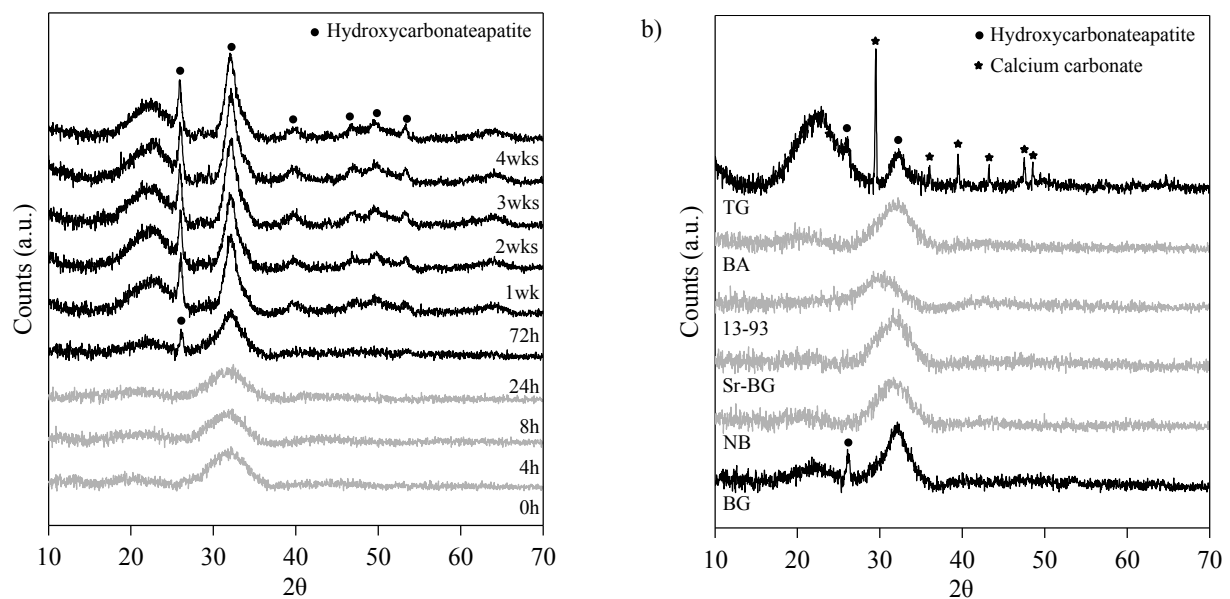 ● Hydroxycarbonateapatite
4wks
3wks
2wks
1wk
72h
24h
8h
4h
0h
Counts (a.u.)
10 20 30 40 50 60 70
2θ
b)
● Hydroxycarbonateapatite
★ Calcium carbonate
TG
BA
13-93
Sr-BG
NB
BG
Counts (a.u.)
10 20 30 40 50 60 70
2θ